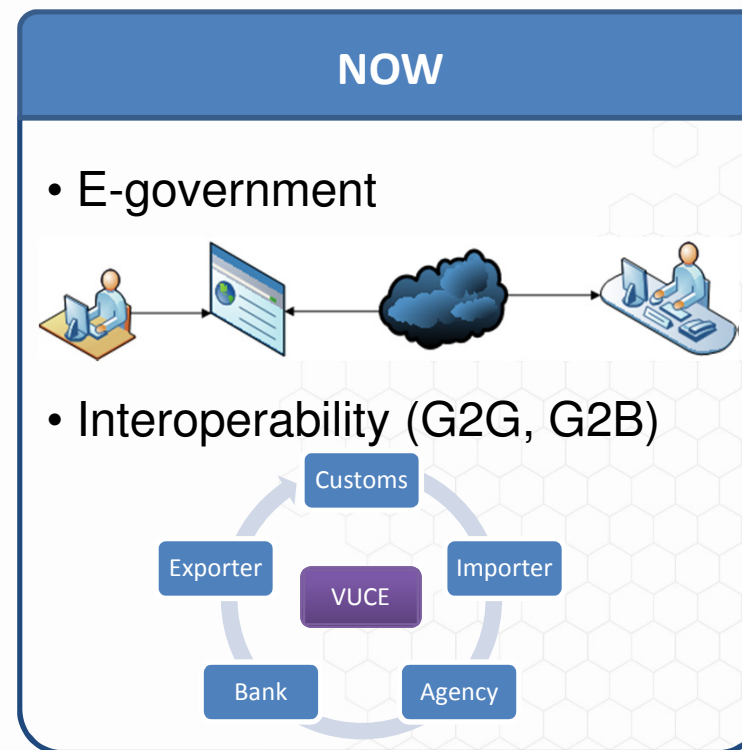 NOW
• E-government
• Interoperability (G2G, G2B)
Customs
Exporter
Importer
VUCE
Bank
Agency